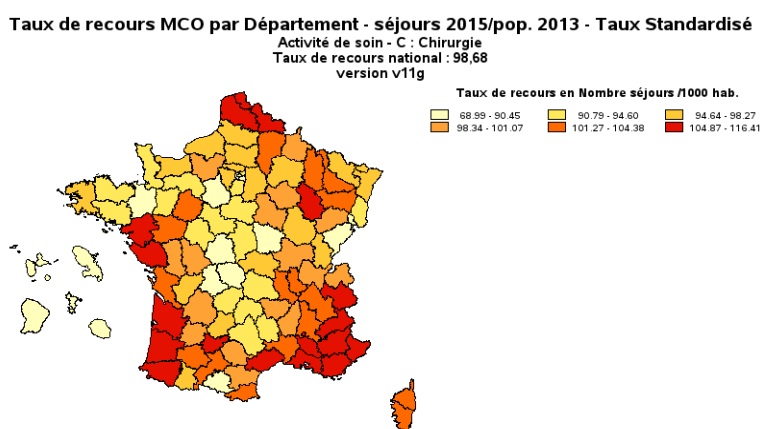 Taux de recours MCO par Département - séjours 2015/pop. 2013 - Taux Standardisé
Activité de soin - C : Chirurgie
Taux de recours national : 98,68
version v11g
Taux de recours en Nombre séjours /1000 hab.
68.99 - 90.45 90.79 - 94.60 94.64 - 98.27
98.34 - 101.07 101.27 - 104.38 104.87 - 116.41